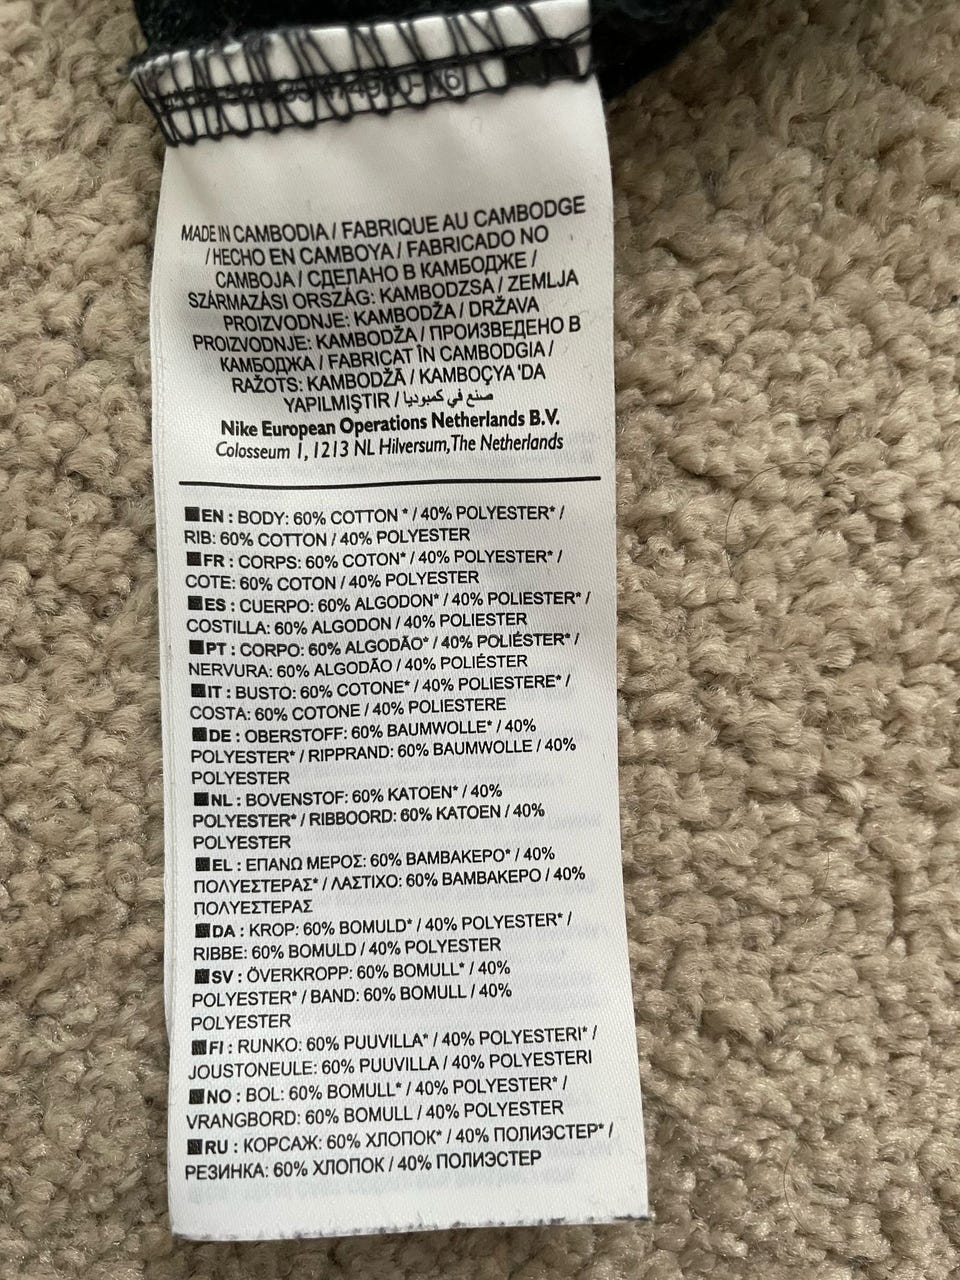 MADE IN CAMBODIA / FABRIQUE AU CAMBODGE
/ HECHO EN CAMBOYA / FABRICADO NO
CAMBOJA / СДЕЛАНО В КАМБОДЖЕ /
SZÁRMAZÁSI ORSZÁG: KAMBODZSA / ZEMLJA
PROIZVODNJE: KAMBODŽA / DRŽAVA
PROIZVODNJE: KAMBODŽA / ПРОИЗВЕДЕНО В
КАМБОДЖА / FABRICAT ÎN CAMBODGIA /
RAŽOTS: KAMBODŽĀ / KAMBOÇYA 'DA
YAPILMIŞTIR / صنع في كمبوديا
Nike European Operations Netherlands B.V.
Colosseum 1, 1213 NL Hilversum, The Netherlands
EN : BODY: 60% COTTON * / 40% POLYESTER* /
RIB: 60% COTTON / 40% POLYESTER
FR : CORPS: 60% COTON* / 40% POLYESTER* /
COTE: 60% COTON / 40% POLYESTER
ES : CUERPO: 60% ALGODON* / 40% POLIESTER* /
COSTILLA: 60% ALGODON / 40% POLIESTER
PT : CORPO: 60% ALGODÃO* / 40% POLIÉSTER* /
NERVURA: 60% ALGODÃO / 40% POLIÉSTER
IT : BUSTO: 60% COTONE* / 40% POLIESTERE* /
COSTA: 60% COTONE / 40% POLIESTERE
DE : OBERSTOFF: 60% BAUMWOLLE* / 40%
POLYESTER* / RIPPRAND: 60% BAUMWOLLE / 40%
POLYESTER
NL : BOVENSTOF: 60% KATOEN* / 40%
POLYESTER* / RIBBOORD: 60% KATOEN / 40%
POLYESTER
EL : ΕΠΑΝΩ ΜΕΡΟΣ: 60% ΒΑΜΒΑΚΕΡΟ* / 40%
ΠΟΛΥΕΣΤΕΡΑΣ* / ΛΑΣΤΙΧΟ: 60% ΒΑΜΒΑΚΕΡΟ / 40%
ΠΟΛΥΕΣΤΕΡΑΣ
DA : KROP: 60% BOMULD* / 40% POLYESTER* /
RIBBE: 60% BOMULD / 40% POLYESTER
SV : ÖVERKROPP: 60% BOMULL* / 40%
POLYESTER* / BAND: 60% BOMULL / 40%
POLYESTER
FI : RUNKO: 60% PUUVILLA* / 40% POLYESTERI* /
JOUSTONEULE: 60% PUUVILLA / 40% POLYESTERI
NO : BOL: 60% BOMULL* / 40% POLYESTER* /
VRANGBORD: 60% BOMULL / 40% POLYESTER
RU : КОРСАЖ: 60% ХЛОПОК* / 40% ПОЛИЭСТЕР* /
РЕЗИНКА: 60% ХЛОПОК / 40% ПОЛИЭСТЕР